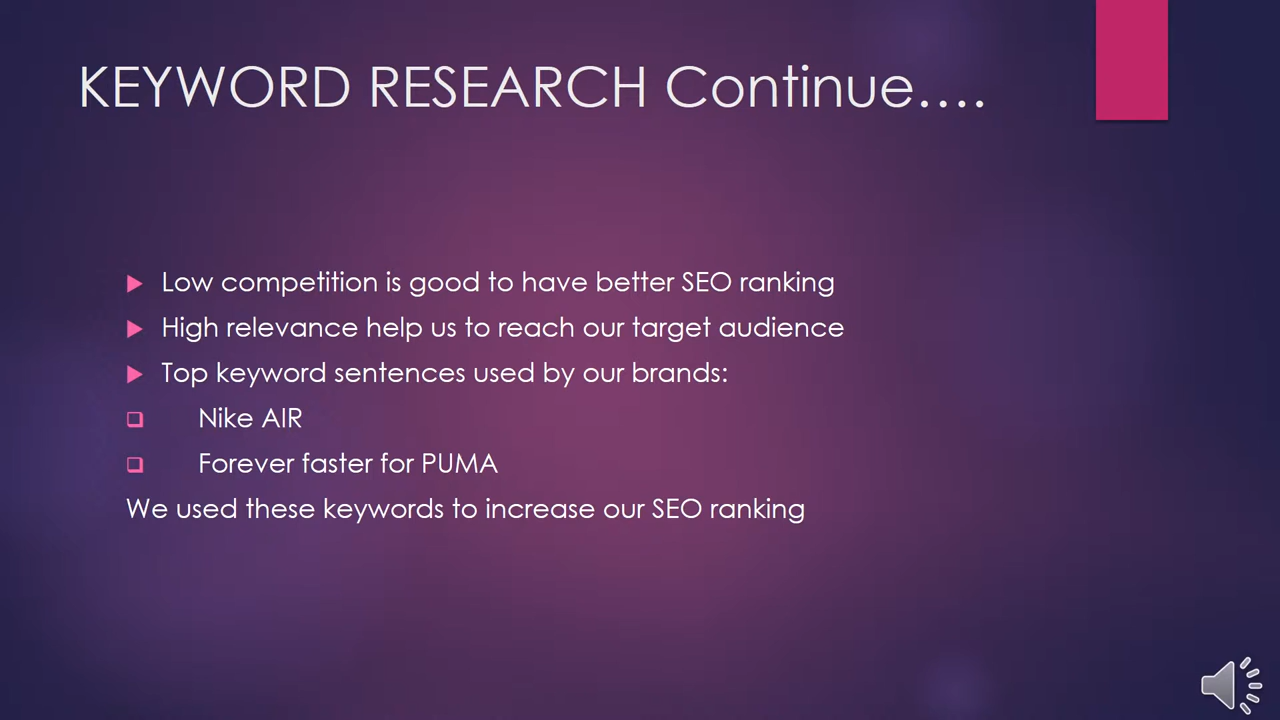 KEYWORD RESEARCH Continue....
Low competition is good to have better SEO ranking
High relevance help us to reach our target audience
Top keyword sentences used by our brands:
Nike AIR
Forever faster for PUMA
We used these keywords to increase our SEO ranking